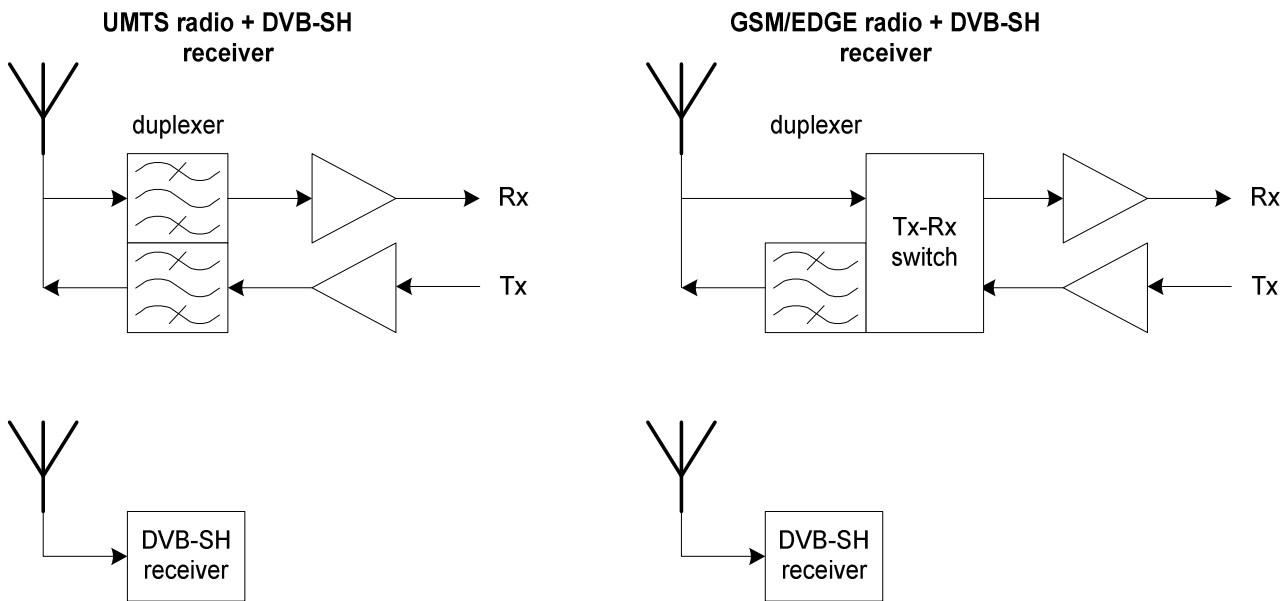 UMTS radio + DVB-SH
receiver
duplexer
Rx
Tx
DVB-SH
receiver
GSM/EDGE radio + DVB-SH
receiver
duplexer
Tx-Rx
switch
Rx
Tx
DVB-SH
receiver